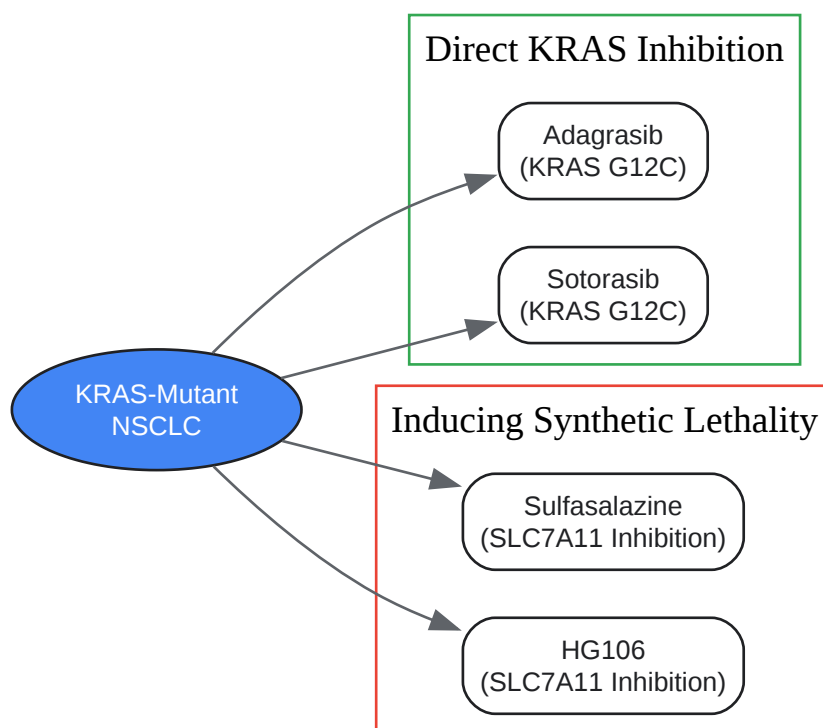 Direct KRAS Inhibition
Adagrasib
(KRAS G12C)
Sotorasib
(KRAS G12C)
KRAS-Mutant
NSCLC
Inducing Synthetic Lethality
Sulfasalazine
(SLC7A11 Inhibition)
HG106
(SLC7A11 Inhibition)